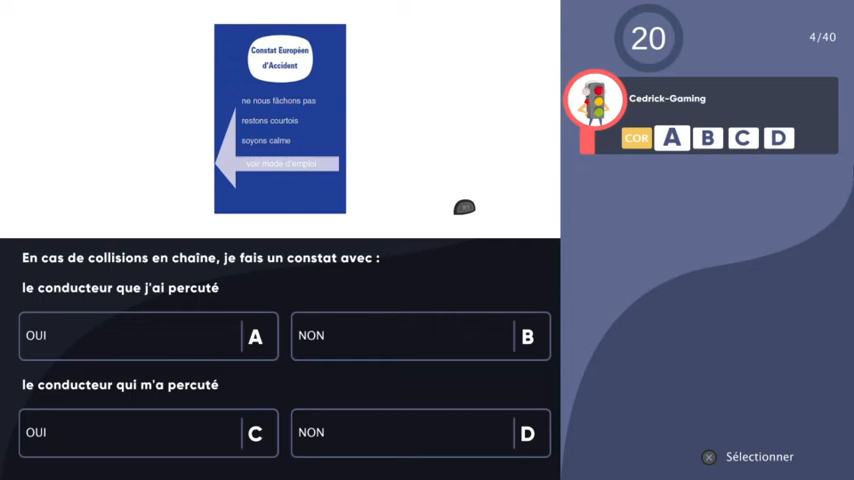 Constat Européen
d'Accident
ne nous fâchons pas
restons courtois
soyons calme
voir mode d'emploi
20
4/40
Cedrick-Gaming
COR A B C D
En cas de collisions en chaîne, je fais un constat avec :
le conducteur que j'ai percuté
OUI A NON B
le conducteur qui m'a percuté
OUI C NON D
Sélectionner